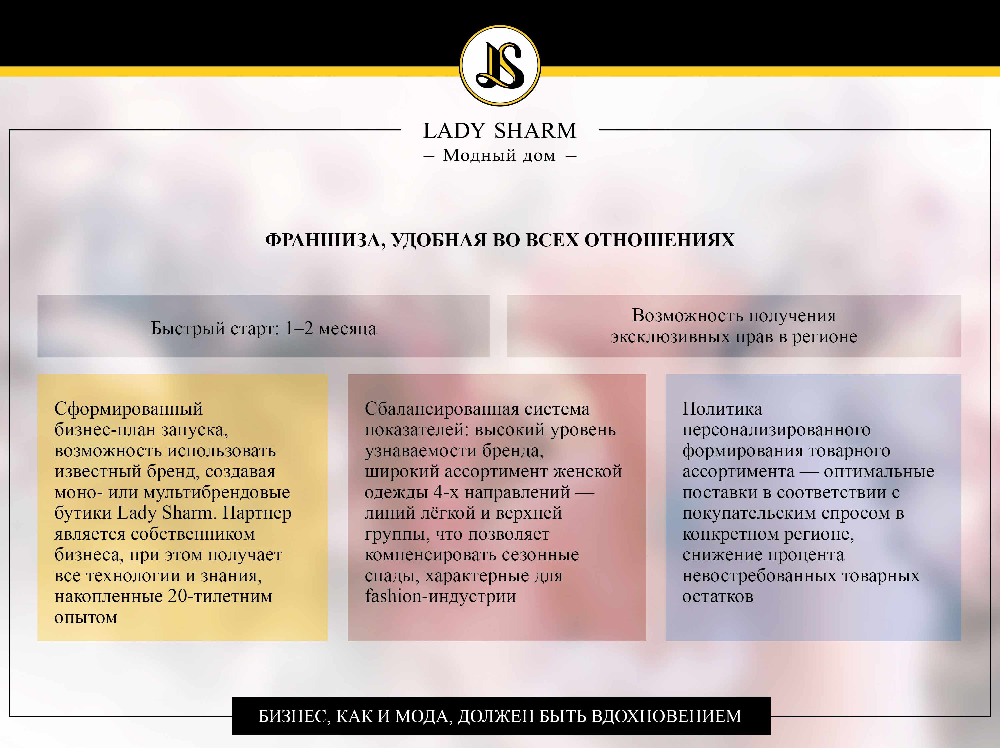 LS
LADY SHARM
– Модный дом –
ФРАНШИЗА, УДОБНАЯ ВО ВСЕХ ОТНОШЕНИЯХ
Быстрый старт: 1–2 месяца
Возможность получения
эксклюзивных прав в регионе
Сформированный
бизнес-план запуска,
возможность использовать
известный бренд, создавая
моно- или мультибрендовые
бутики Lady Sharm. Партнер
является собственником
бизнеса, при этом получает
все технологии и знания,
накопленные 20-тилетним
опытом
Сбалансированная система
показателей: высокий уровень
узнаваемости бренда,
широкий ассортимент женской
одежды 4-х направлений —
линий лёгкой и верхней
группы, что позволяет
компенсировать сезонные
спады, характерные для
fashion-индустрии
Политика
персонализированного
формирования товарного
ассортимента — оптимальные
поставки в соответствии с
покупательским спросом в
конкретном регионе,
снижение процента
невостребованных товарных
остатков
БИЗНЕС, КАК И МОДА, ДОЛЖЕН БЫТЬ ВДОХНОВЕНИЕМ